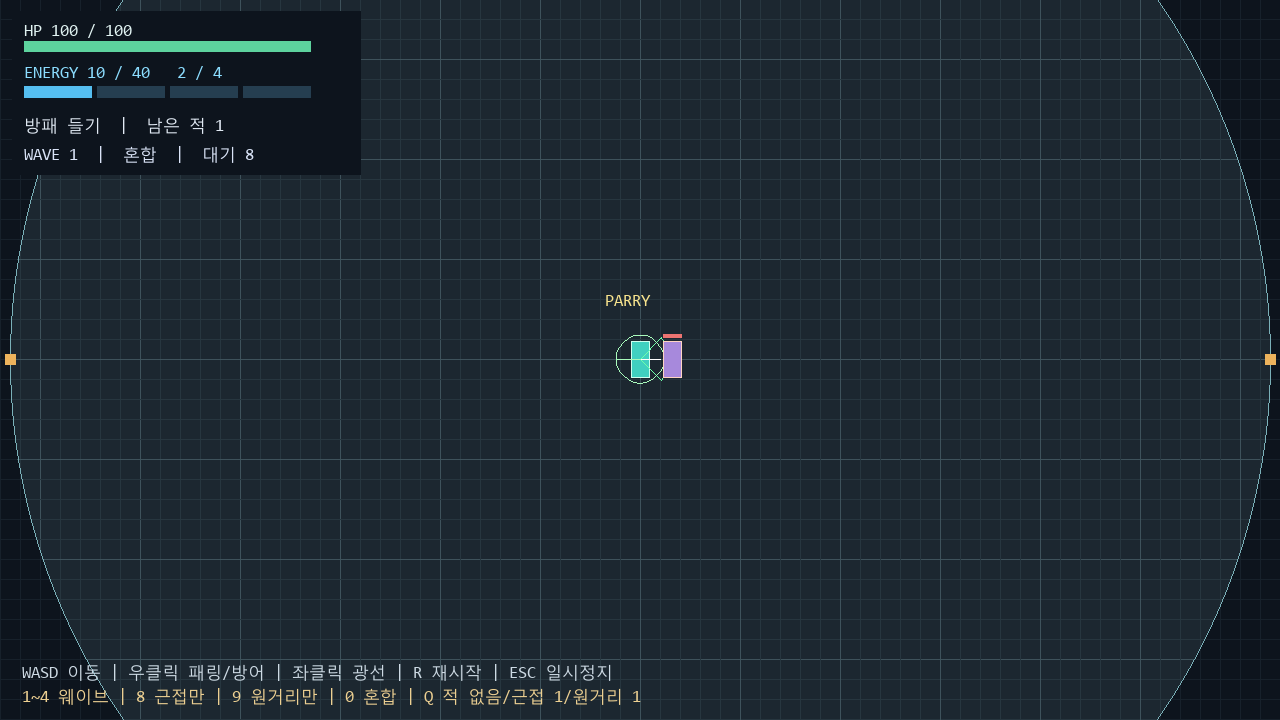 HP 100 / 100
ENERGY 10 / 40 2 / 4
방패 들기 | 남은 적 1
WAVE 1 | 혼합 | 대기 8
PARRY
WASD 이동 | 우클릭 패링/방어 | 좌클릭 광선 | R 재시작 | ESC 일시정지
1~4 웨이브 | 8 근접만 | 9 원거리만 | 0 혼합 | Q 적 없음/근접 1/원거리 1